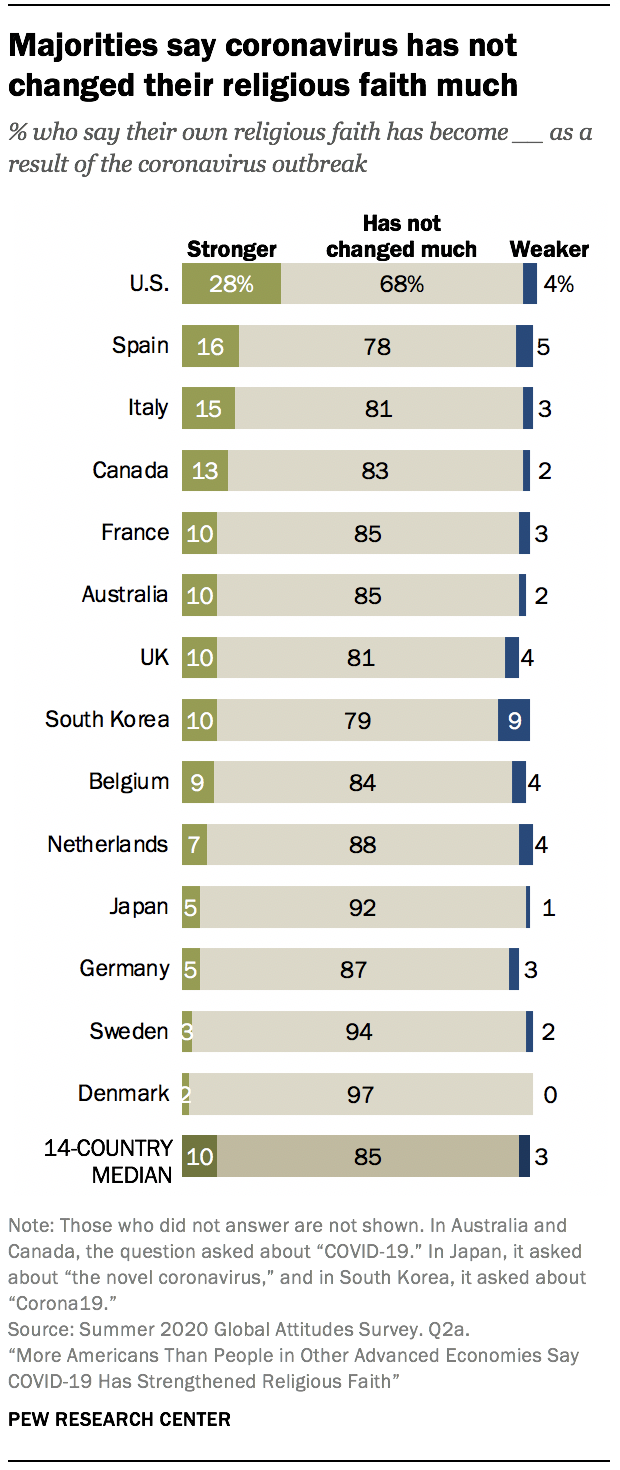 Majorities say coronavirus has not
changed their religious faith much
% who say their own religious faith has become __ as a
result of the coronavirus outbreak
Has not
Stronger changed much Weaker
U.S. 28% 68% 4%
Spain 16 78 5
Italy 15 81 3
Canada 13 83 2
France 10 85 3
Australia 10 85 2
UK 10 81 4
South Korea 10 79 9
Belgium 9 84 4
Netherlands 7 88 4
Japan 5 92 1
Germany 5 87 3
Sweden 3 94 2
Denmark 2 97 0
14-COUNTRY
MEDIAN 10 85 3
Note: Those who did not answer are not shown. In Australia and
Canada, the question asked about “COVID-19.” In Japan, it asked
about “the novel coronavirus,” and in South Korea, it asked about
“Corona19.”
Source: Summer 2020 Global Attitudes Survey. Q2a.
“More Americans Than People in Other Advanced Economies Say
COVID-19 Has Strengthened Religious Faith”
PEW RESEARCH CENTER